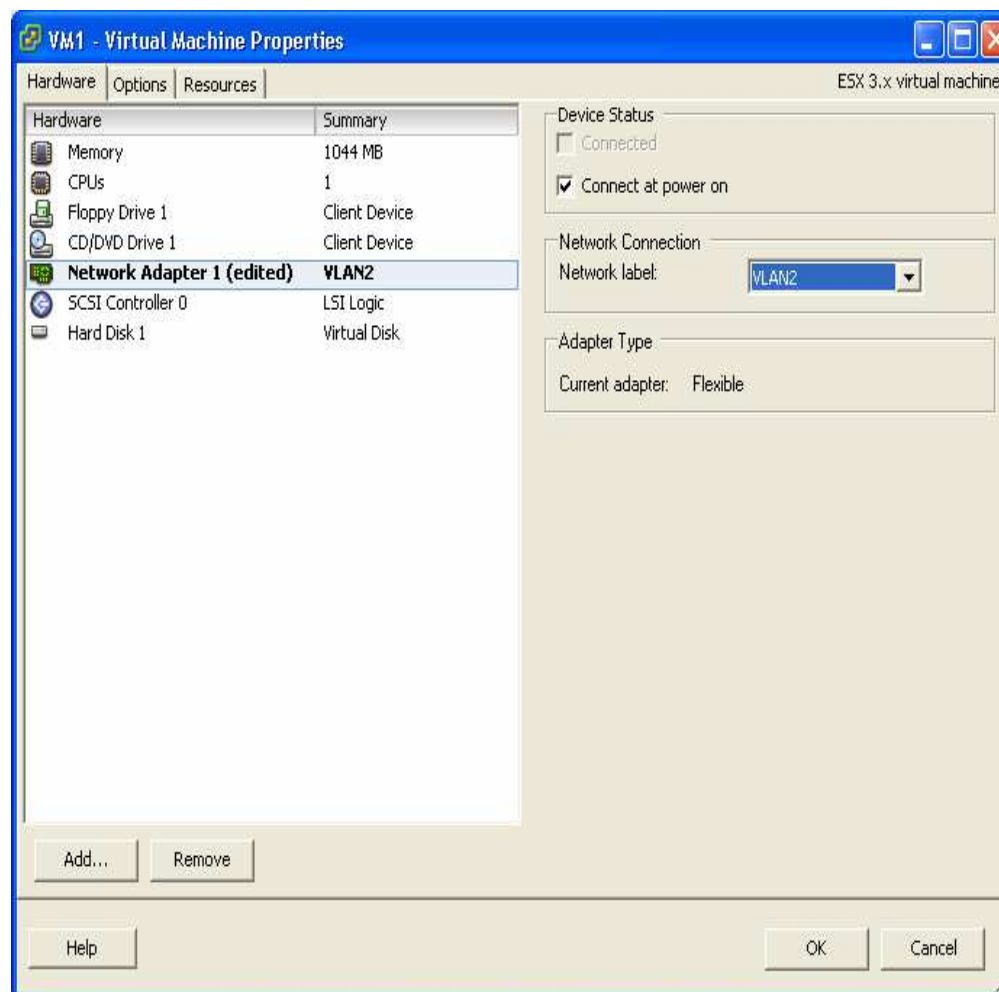 VM1 - Virtual Machine Properties
Hardware Options Resources ESX 3.x virtual machine
Hardware Summary
Memory 1044 MB
CPUs 1
Floppy Drive 1 Client Device
CD/DVD Drive 1 Client Device
Network Adapter 1 (edited) VLAN2
SCSI Controller 0 LSI Logic
Hard Disk 1 Virtual Disk
Device Status
Connected
Connect at power on
Network Connection
Network label: VLAN2
Adapter Type
Current adapter: Flexible
Add... Remove
Help OK Cancel